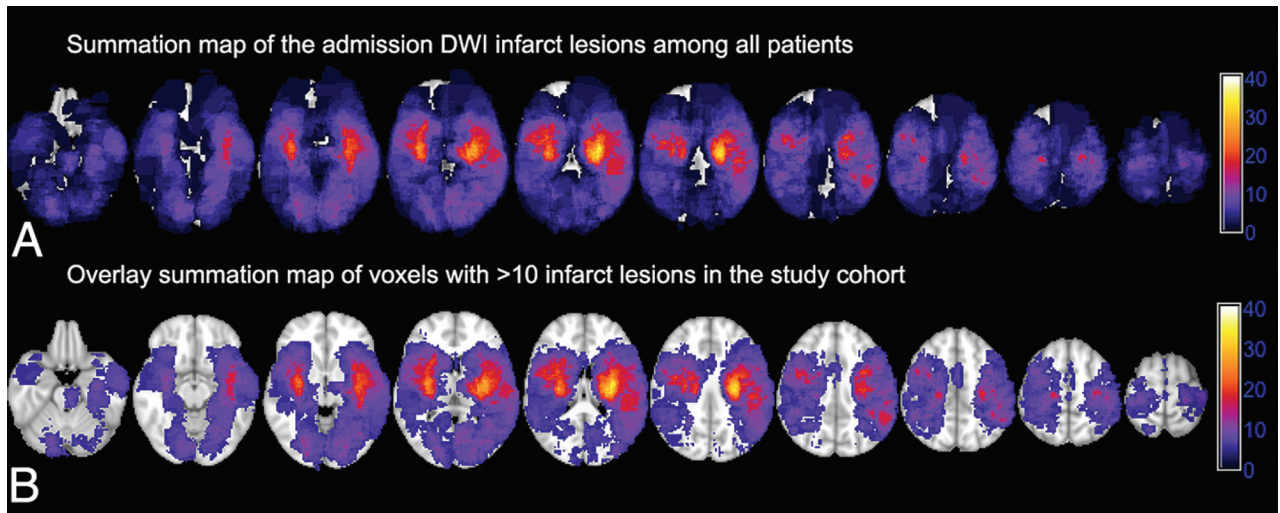 Summation map of the admission DWI infarct lesions among all patients
40
30
20
10
0
A
Overlay summation map of voxels with >10 infarct lesions in the study cohort
40
30
20
10
0
B